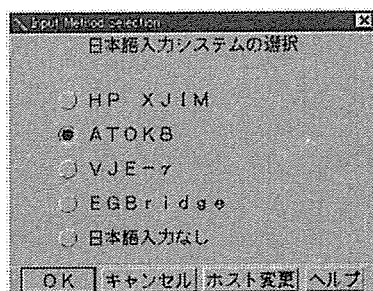 Input Method selection
日本語入力システムの選択
HP XJIM
ATOK8
VJE-γ
EGBridge
日本語入力なし
OK キャンセル ホスト変更 ヘルプ